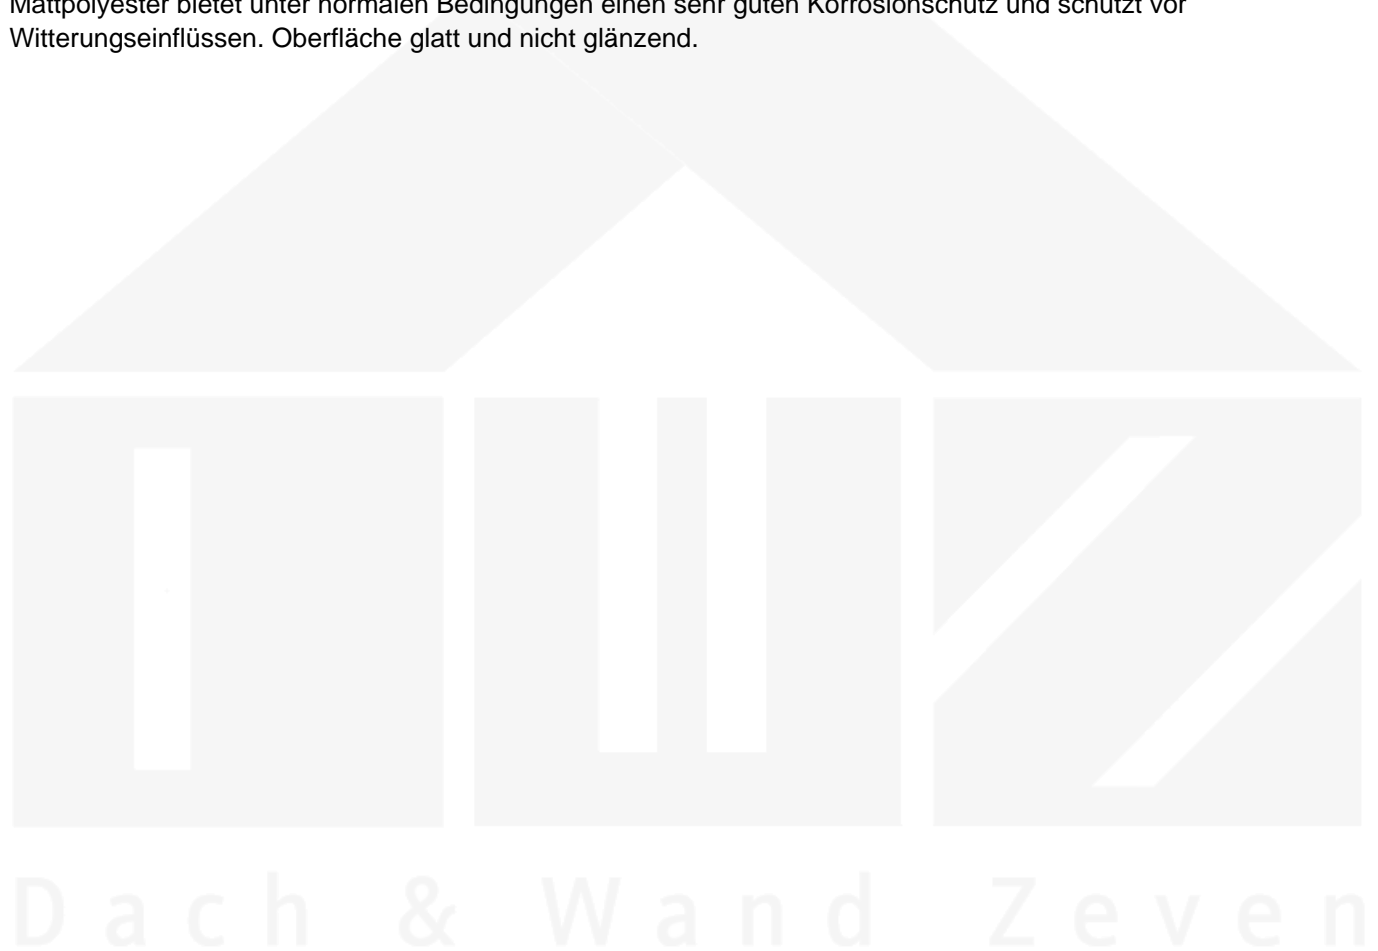 Mattpolyester bietet unter normalen Bedingungen einen sehr guten Korrosionschutz und schützt vor
Witterungseinflüssen. Oberfläche glatt und nicht glänzend.
Dach & Wand Zeven